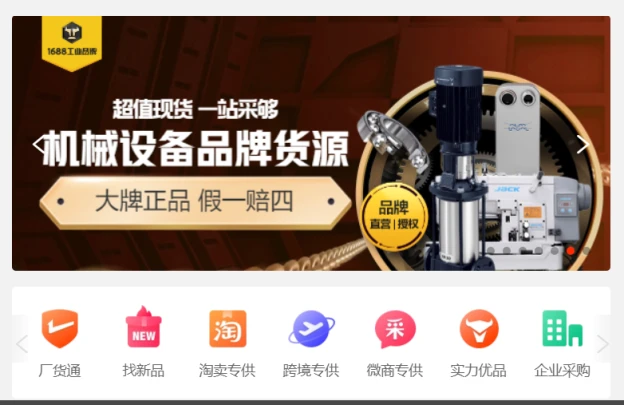 1688工业品牌
超值现货 一站采够
机械设备品牌货源
大牌正品 假一赔四
品牌
直营|授权
JACK
NEW
淘
采
厂货通
找新品
淘卖专供
跨境专供
微商专供
实力优品
企业采购